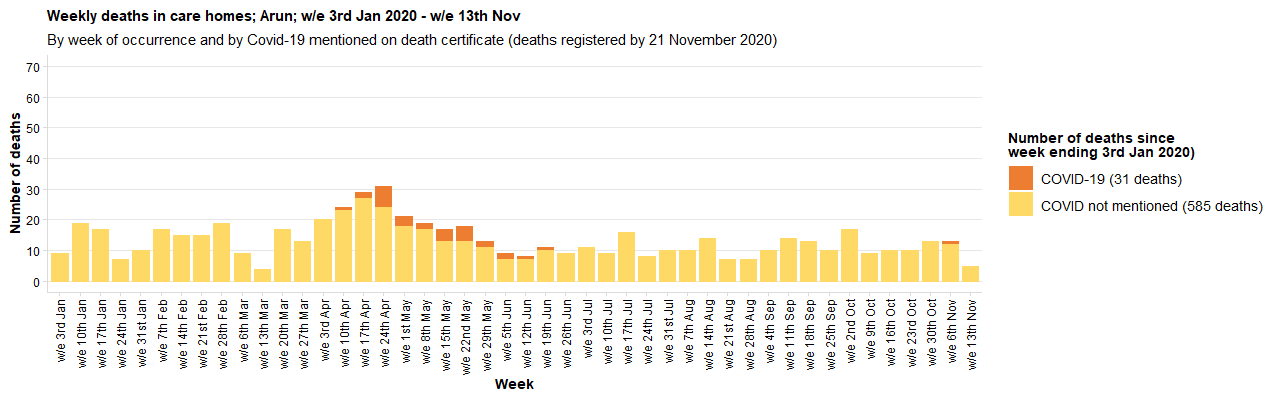 Weekly deaths in care homes; Arun; w/e 3rd Jan 2020 - w/e 13th Nov
By week of occurrence and by Covid-19 mentioned on death certificate (deaths registered by 21 November 2020)
Number of deaths
70
60
50
40
30
20
10
0
w/e 3rd Jan
w/e 10th Jan
w/e 17th Jan
w/e 24th Jan
w/e 31st Jan
w/e 7th Feb
w/e 14th Feb
w/e 21st Feb
w/e 28th Feb
w/e 6th Mar
w/e 13th Mar
w/e 20th Mar
w/e 27th Mar
w/e 3rd Apr
w/e 10th Apr
w/e 17th Apr
w/e 24th Apr
w/e 1st May
w/e 8th May
w/e 15th May
w/e 22nd May
w/e 29th May
w/e 5th Jun
w/e 12th Jun
w/e 19th Jun
w/e 26th Jun
w/e 3rd Jul
w/e 10th Jul
w/e 17th Jul
w/e 24th Jul
w/e 31st Jul
w/e 7th Aug
w/e 14th Aug
w/e 21st Aug
w/e 28th Aug
w/e 4th Sep
w/e 11th Sep
w/e 18th Sep
w/e 25th Sep
w/e 2nd Oct
w/e 9th Oct
w/e 16th Oct
w/e 23rd Oct
w/e 30th Oct
w/e 6th Nov
w/e 13th Nov
Week
Number of deaths since
week ending 3rd Jan 2020)
COVID-19 (31 deaths)
COVID not mentioned (585 deaths)